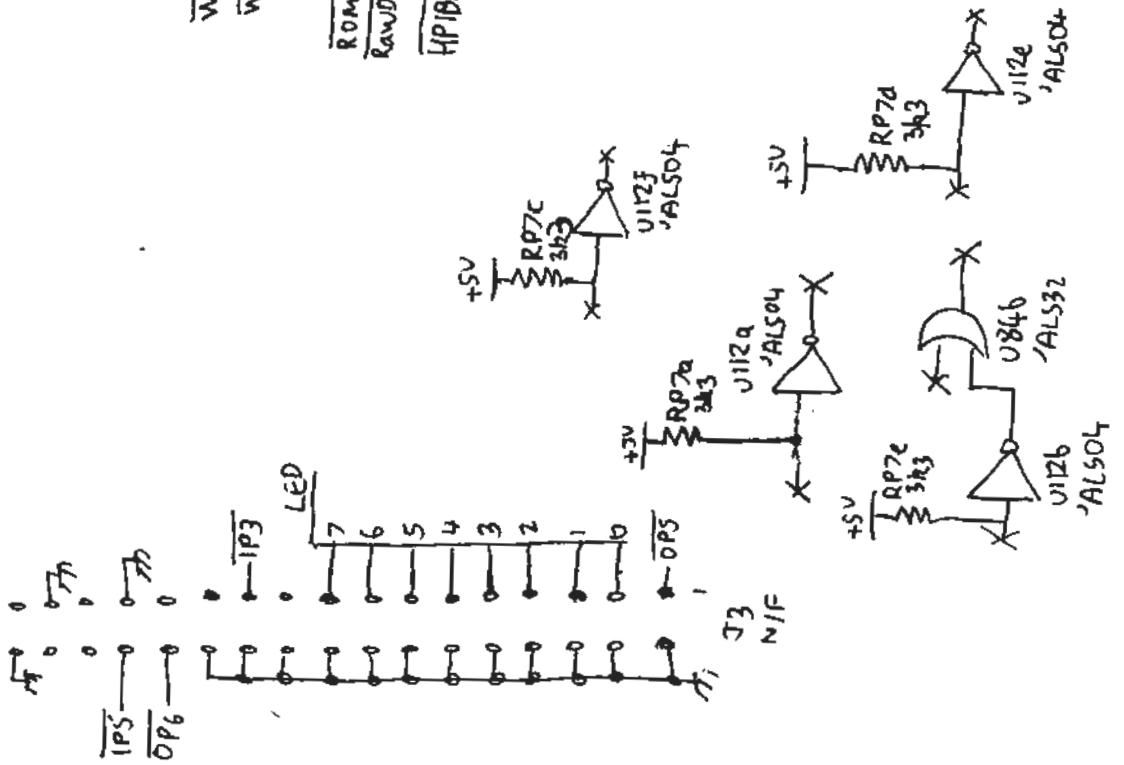 ROM
HPIB
+5V
RP7c
3k3
U112f
'ALS04
+5V
RP7d
3k3
U112e
'ALS04
+5V
RP7a
3k3
U112a
'ALS04
+5V
RP7e
3k3
U112b
'ALS04
U84b
'ALS32
LED
IP3
7
6
5
4
3
2
1
0
OP5
1
J3
N/F
IP5
OP6